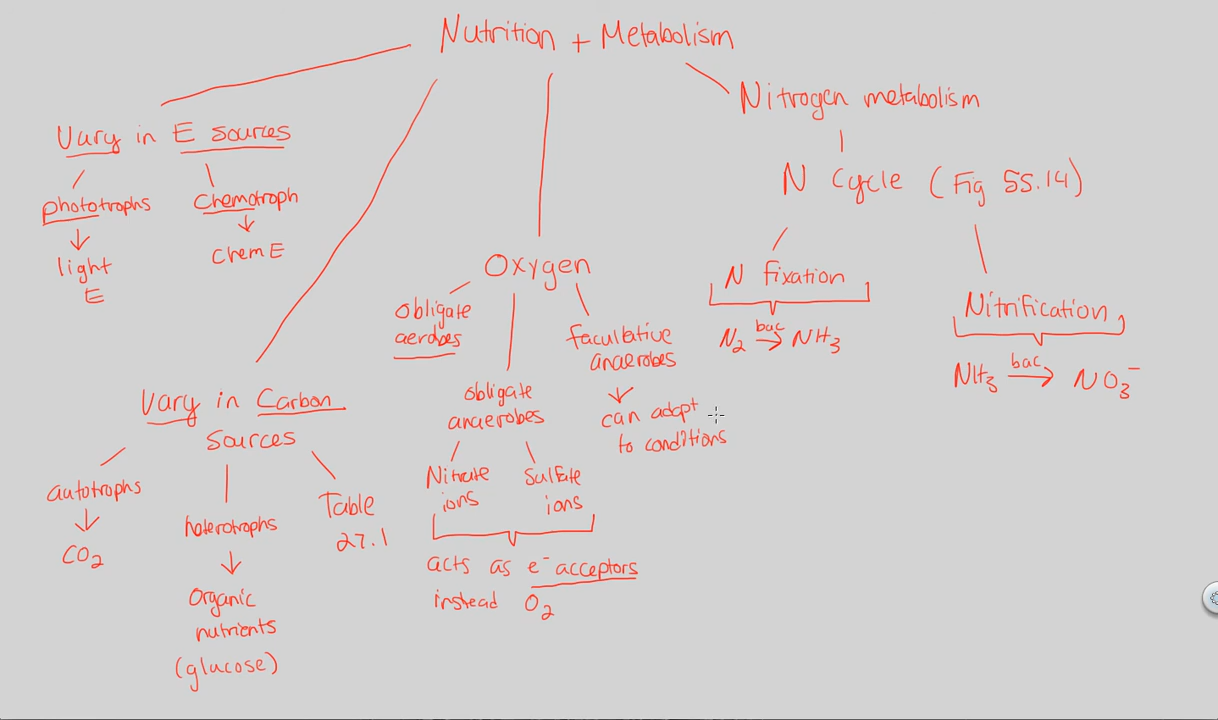 Nutrition + Metabolism
Vary in E sources
phototrophs
light
E
chemotroph
chem E
Vary in Carbon
sources
autotrophs
CO2
heterotrophs
Organic
nutrients
(glucose)
Table
27.1
Oxygen
obligate
aerobes
obligate
anaerobes
Nitrate
ions
Sulfate
ions
acts as e⁻ acceptors
instead O2
facultative
anaerobes
can adapt
to conditions
Nitrogen metabolism
N cycle (Fig 55.14)
N fixation
N2 bac→ NH3
Nitrification
NH3 bac→ NO3⁻